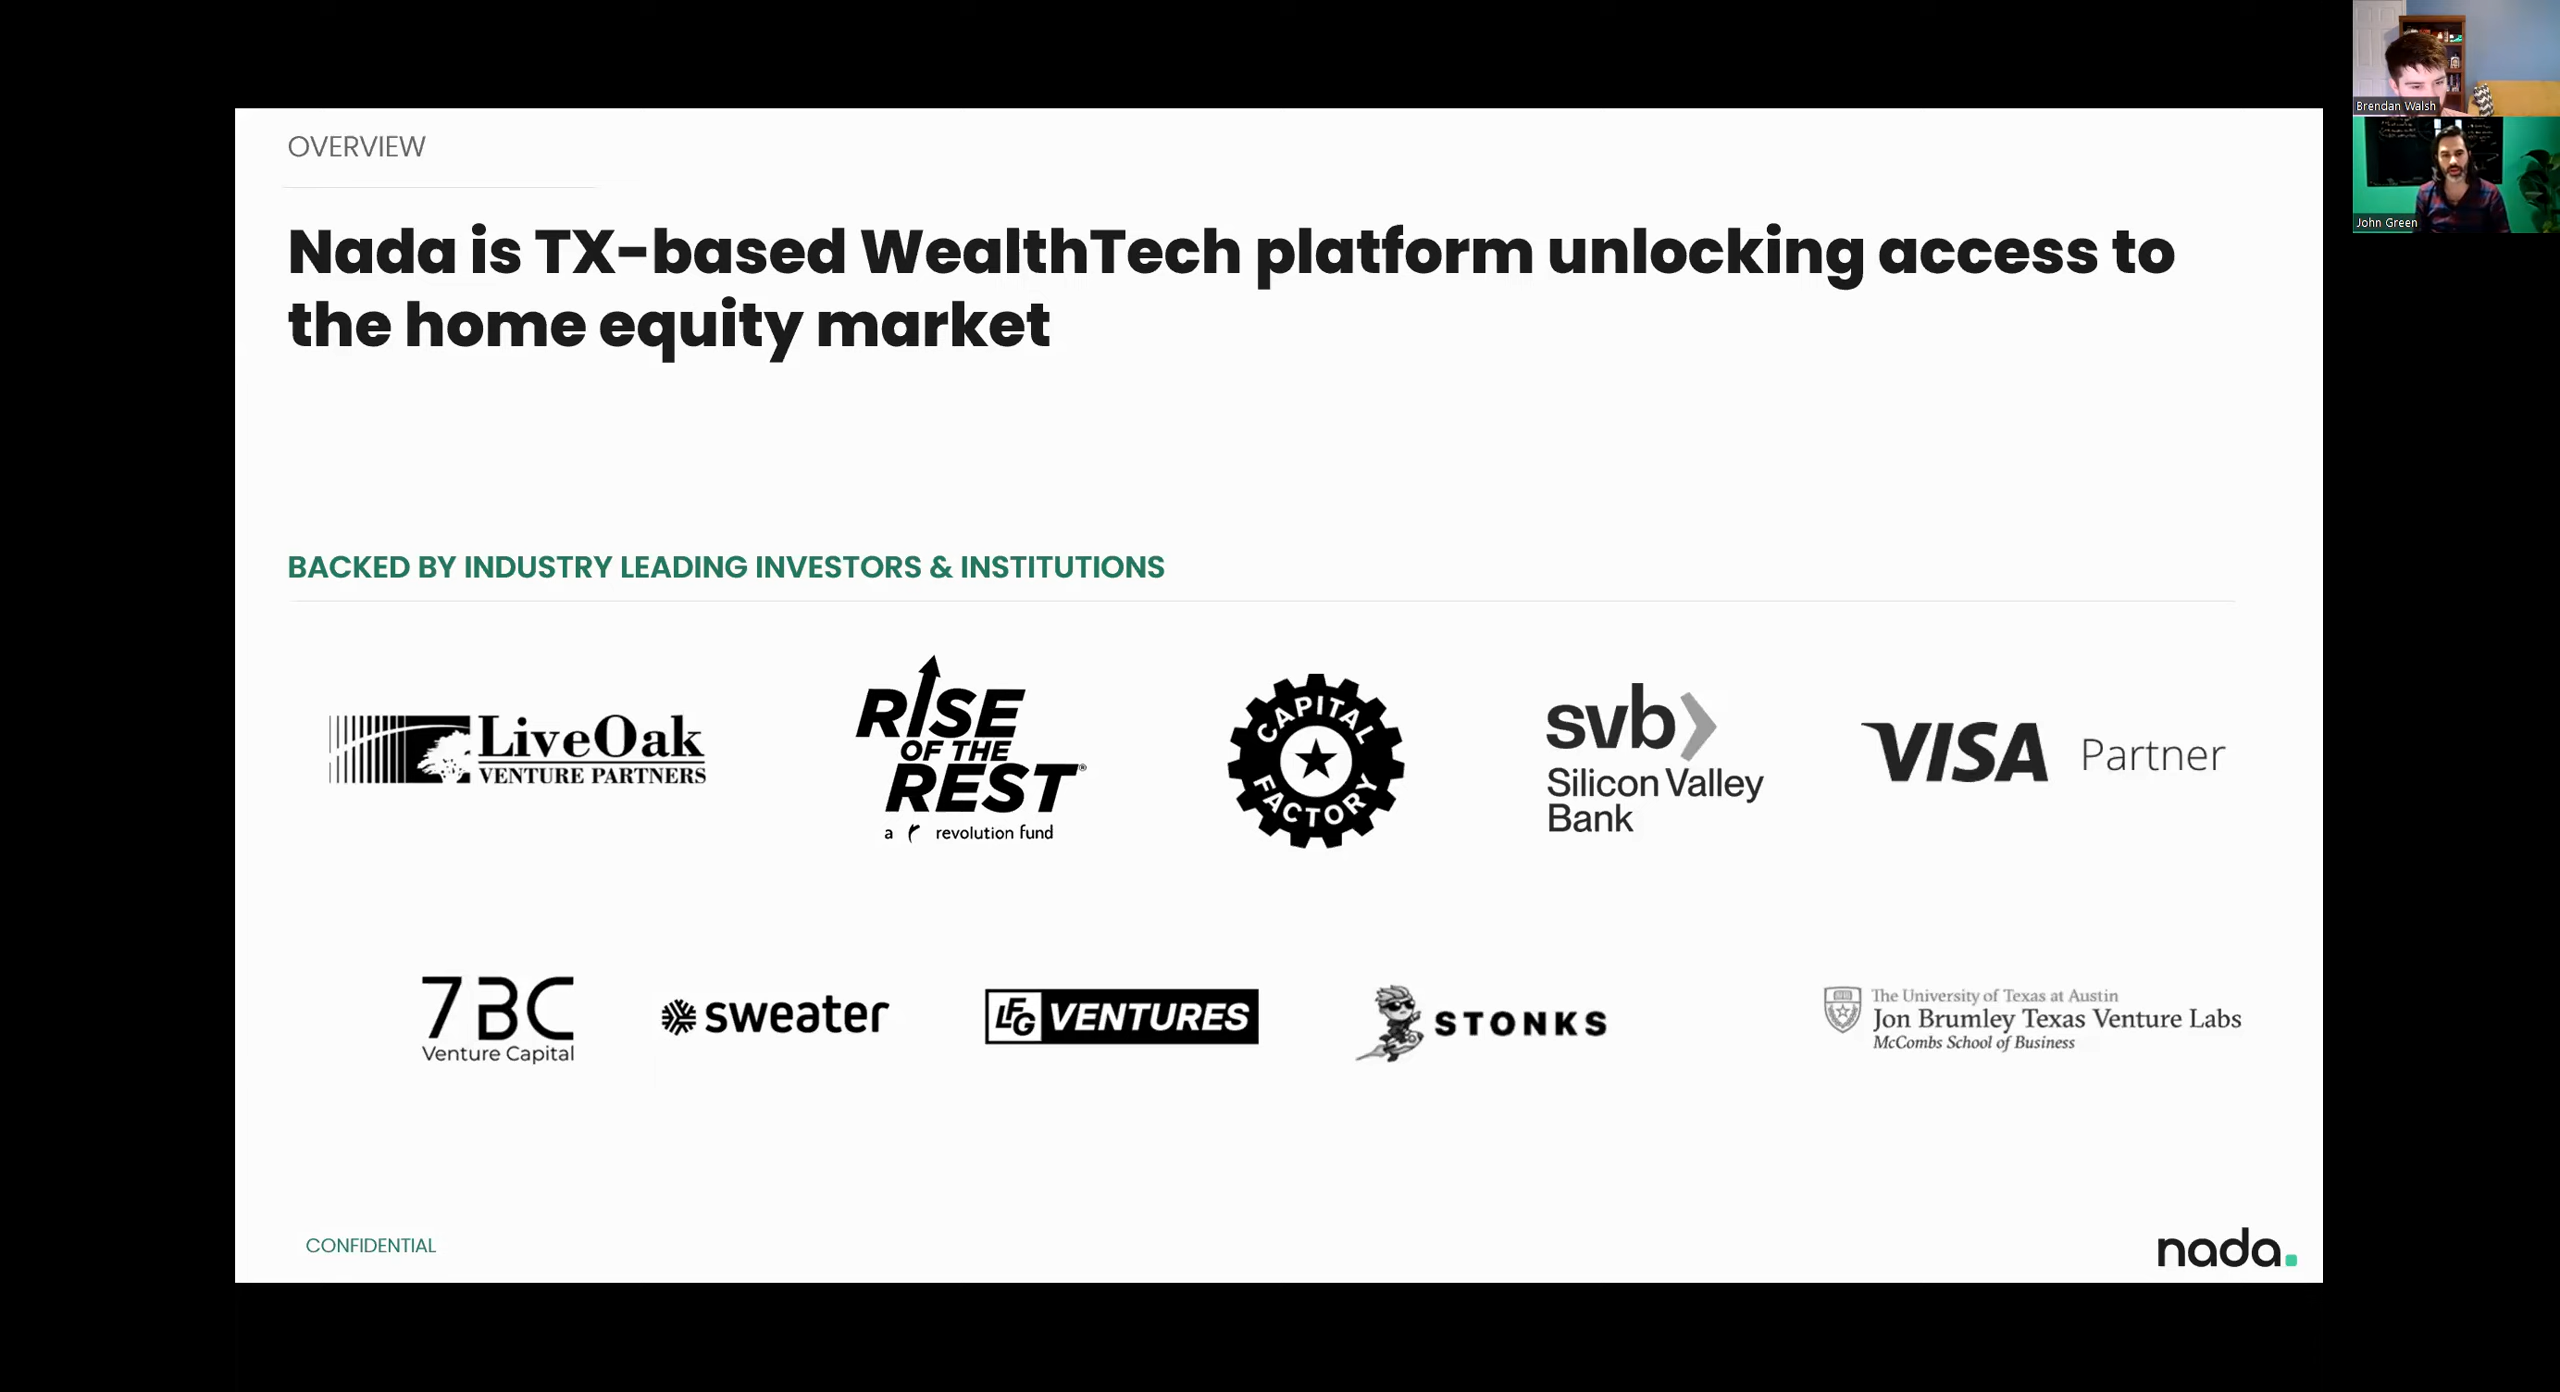 OVERVIEW
Nada is TX-based WealthTech platform unlocking access to
the home equity market
BACKED BY INDUSTRY LEADING INVESTORS & INSTITUTIONS
LiveOak
VENTURE PARTNERS
RISE
OF THE
REST®
a r revolution fund
CAPITAL
FACTORY
svb
Silicon Valley
Bank
VISA Partner
7BC
Venture Capital
sweater
LFG VENTURES
STONKS
The University of Texas at Austin
Jon Brumley Texas Venture Labs
McCombs School of Business
CONFIDENTIAL
nada.
Brendan Walsh
John Green